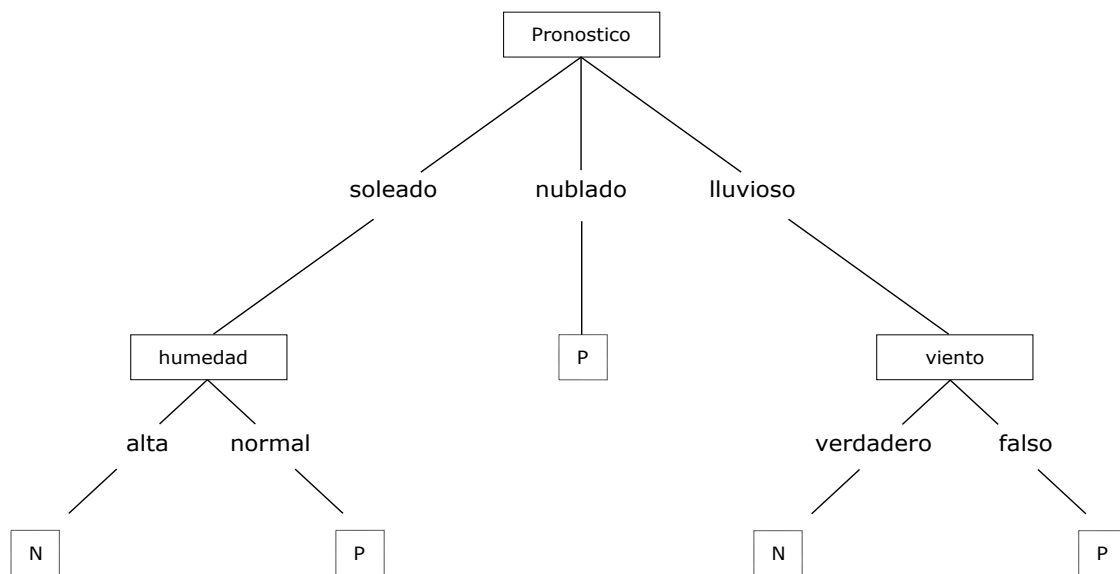 Pronostico
soleado nublado lluvioso
humedad P viento
alta normal verdadero falso
N P N P